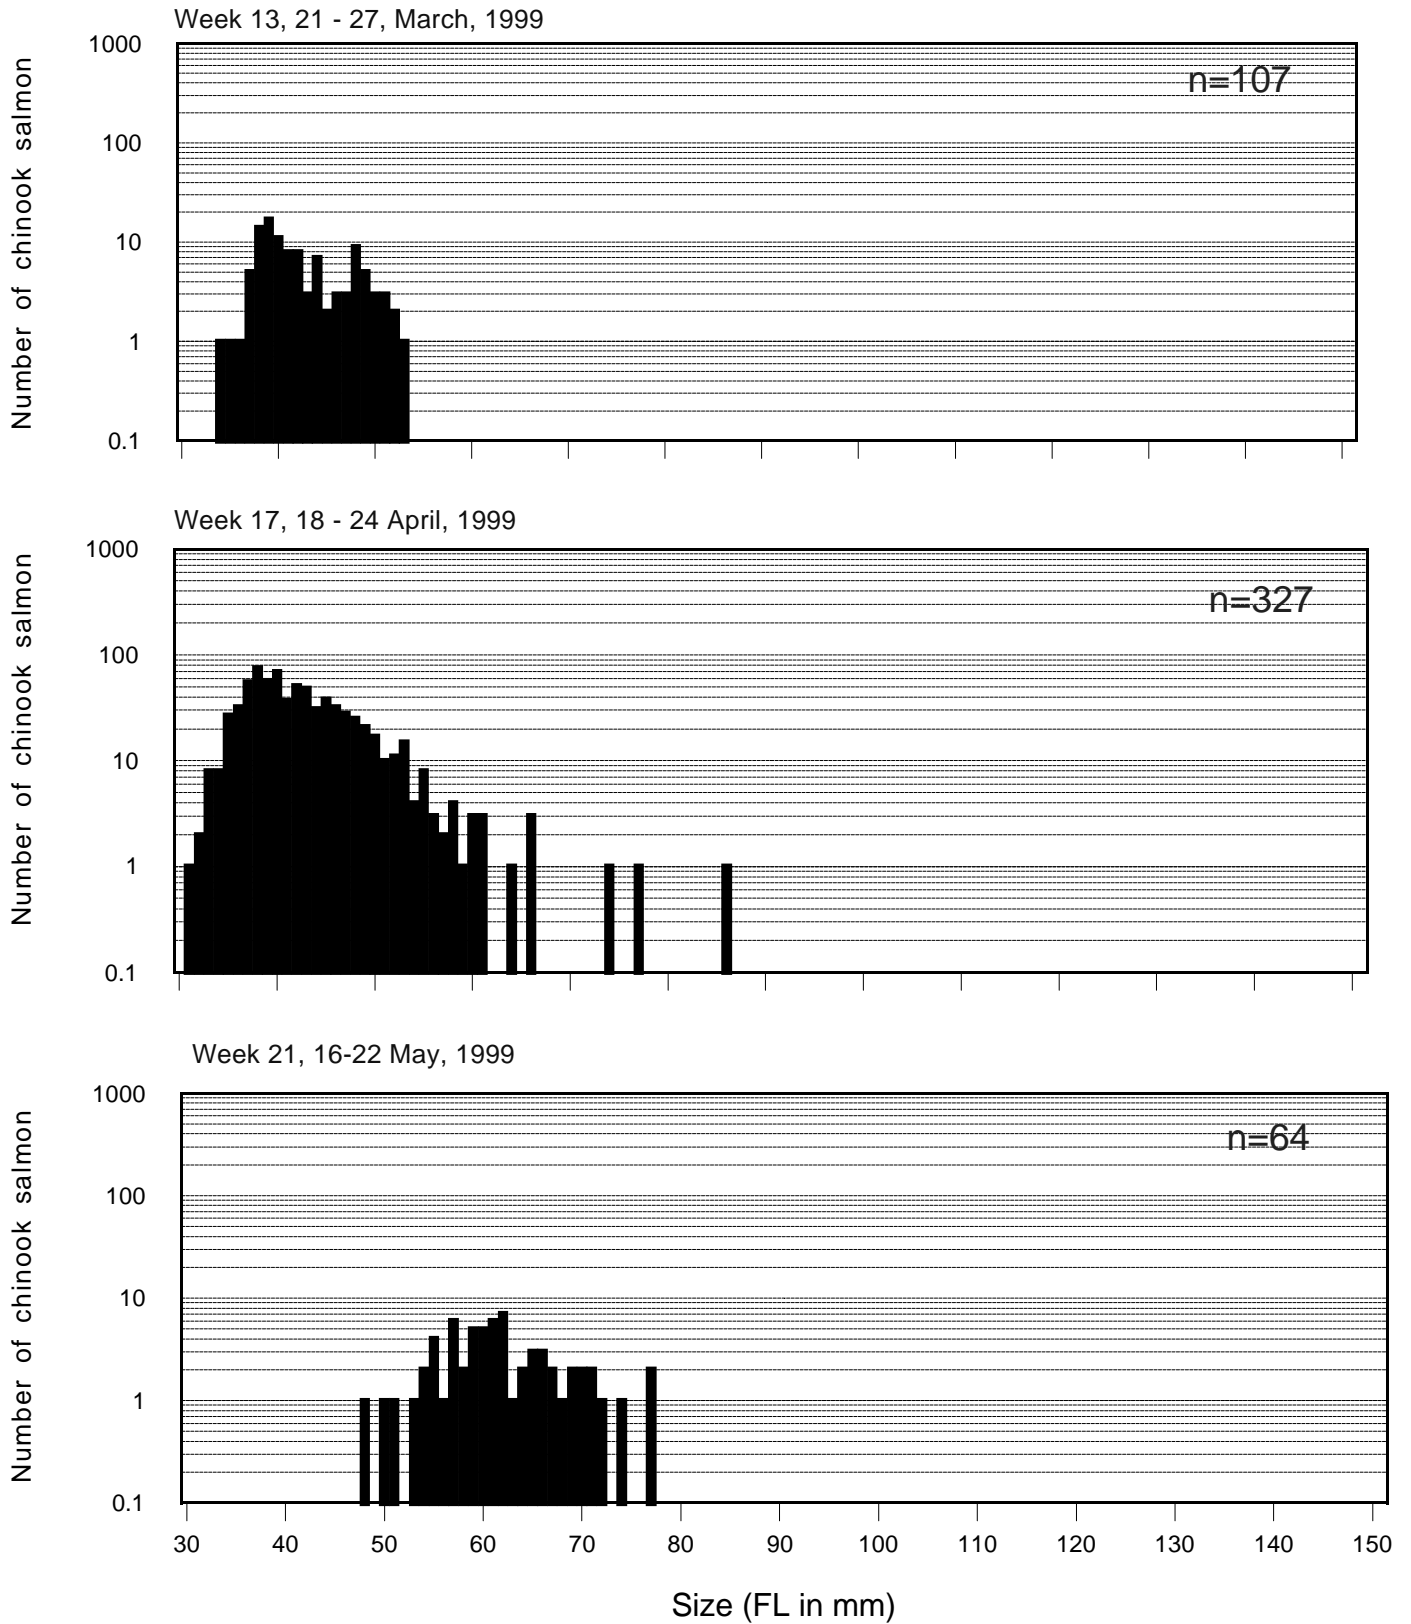 Week 13, 21 - 27, March, 1999
1000
n=107
100
10
1
0.1
Number of chinook salmon
Week 17, 18 - 24 April, 1999
1000
n=327
100
10
1
0.1
Number of chinook salmon
Week 21, 16-22 May, 1999
1000
n=64
100
10
1
0.1
Number of chinook salmon
30 40 50 60 70 80 90 100 110 120 130 140 150
Size (FL in mm)